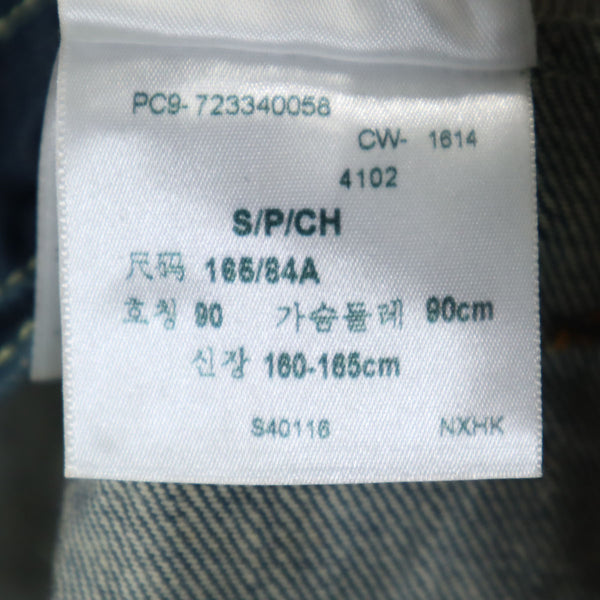 PC9-723340058
CW- 1614
4102
S/P/CH
尺码 165/84A
호칭 90 가슴둘레 90cm
신장 160-165cm
S40116 NXHK